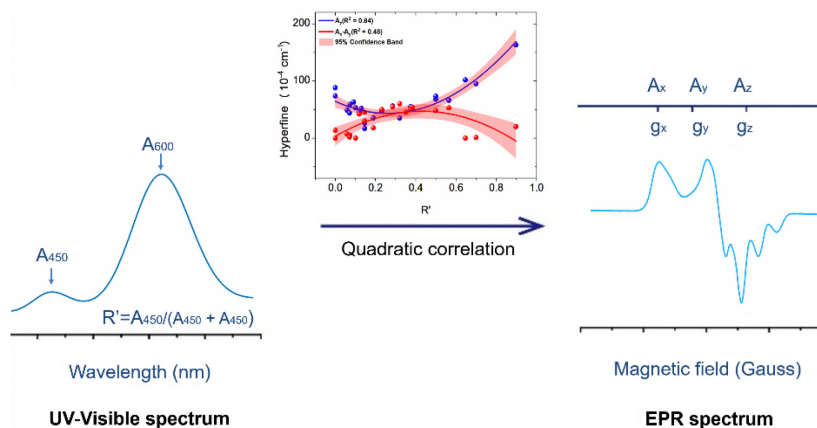 A600
A450
R'=A450/(A450 + A450)
Wavelength (nm)
UV-Visible spectrum
Az(R² = 0.84)
Ax-Ay(R² = 0.48)
95% Confidence Band
Hyperfine (10⁻⁴ cm⁻¹)
200
100
0
0.0 0.2 0.4 0.6 0.8 1.0
R'
Quadratic correlation
Ax Ay Az
gx gy gz
Magnetic field (Gauss)
EPR spectrum